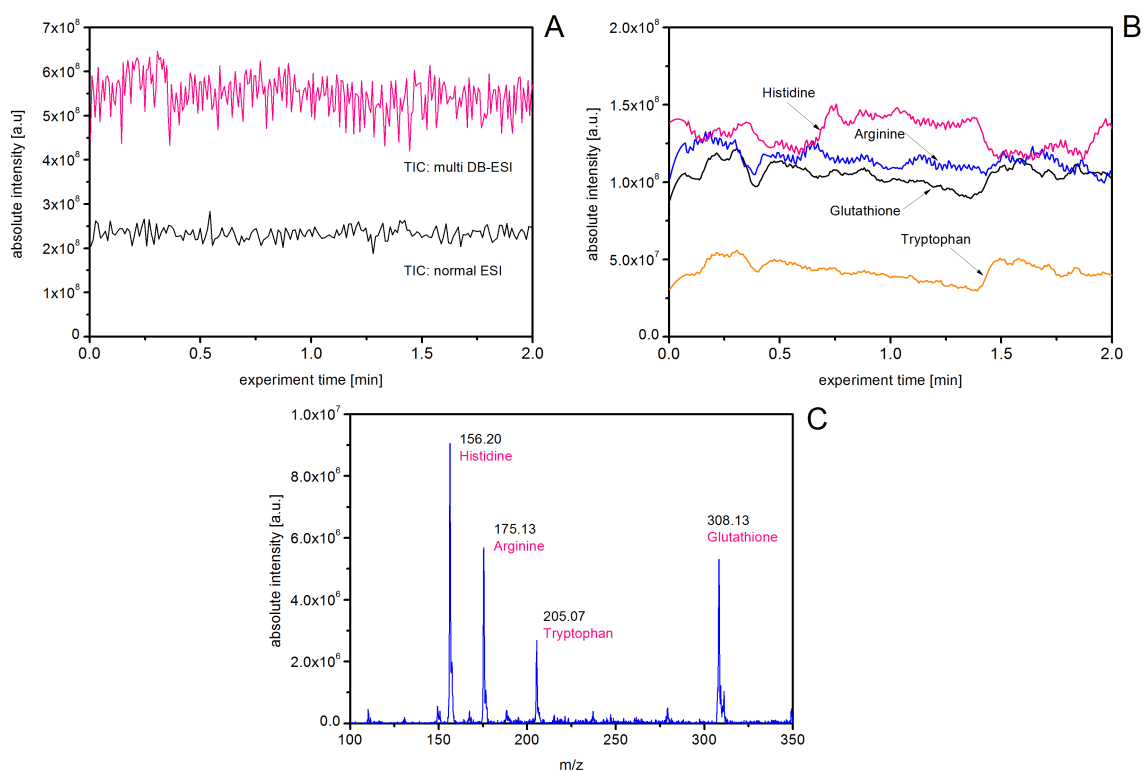 A
7x10⁸
6x10⁸
5x10⁸
4x10⁸
3x10⁸
2x10⁸
1x10⁸
0
absolute intensity [a.u]
TIC: multi DB-ESI
TIC: normal ESI
0.0 0.5 1.0 1.5 2.0
experiment time [min]
B
2.0x10⁸
1.5x10⁸
1.0x10⁸
5.0x10⁷
0.0
absolute intensity [a.u.]
Histidine
Arginine
Glutathione
Tryptophan
0.0 0.5 1.0 1.5 2.0
experiment time [min]
C
1.0x10⁷
8.0x10⁶
6.0x10⁶
4.0x10⁶
2.0x10⁶
0.0
absolute intensity [a.u.]
156.20
Histidine
175.13
Arginine
205.07
Tryptophan
308.13
Glutathione
100 150 200 250 300 350
m/z